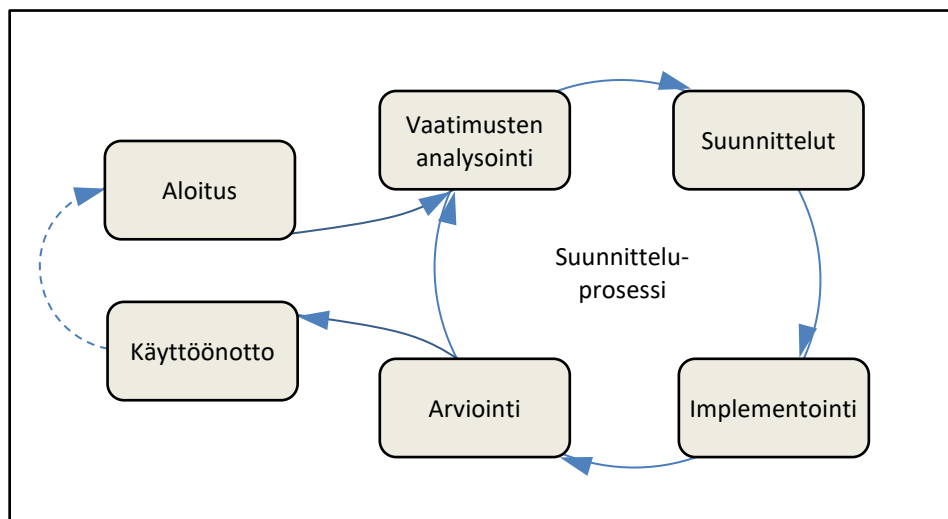 Vaatimusten
analysointi
Suunnittelut
Aloitus
Suunnittelu-
prosessi
Käyttöönotto
Arviointi
Implementointi